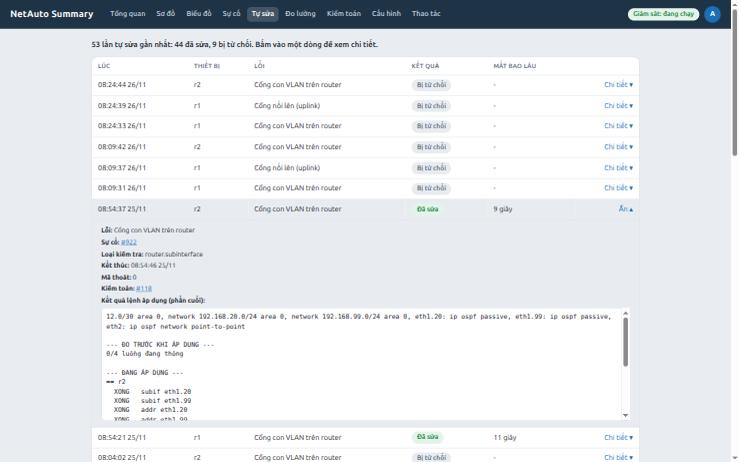 NetAuto Summary Tổng quan Sơ đồ Biểu đồ Sự cố Tự sửa Đo lường Kiểm toán Cấu hình Thao tác Giám sát: đang chạy A
53 lần tự sửa gần nhất: 44 đã sửa, 9 bị từ chối. Bấm vào một dòng để xem chi tiết.
LÚC THIẾT BỊ LỖI KẾT QUẢ MẤT BAO LÂU
08:24:44 26/11 r2 Cổng con VLAN trên router Bị từ chối - Chi tiết ▾
08:24:39 26/11 r1 Cổng nối lên (uplink) Bị từ chối - Chi tiết ▾
08:24:33 26/11 r1 Cổng con VLAN trên router Bị từ chối - Chi tiết ▾
08:09:42 26/11 r2 Cổng con VLAN trên router Bị từ chối - Chi tiết ▾
08:09:37 26/11 r1 Cổng nối lên (uplink) Bị từ chối - Chi tiết ▾
08:09:31 26/11 r1 Cổng con VLAN trên router Bị từ chối - Chi tiết ▾
08:54:37 25/11 r2 Cổng con VLAN trên router Đã sửa 9 giây Ẩn ▴
Lỗi: Cổng con VLAN trên router
Sự cố: #922
Loại kiểm tra: router.subinterface
Kết thúc: 08:54:46 25/11
Mã thoát: 0
Kiểm toán: #118
Kết quả lệnh áp dụng (phần cuối):
12.0/30 area 0, network 192.168.20.0/24 area 0, network 192.168.99.0/24 area 0, eth1.20: ip ospf passive, eth1.99: ip ospf passive,
eth2: ip ospf network point-to-point
--- ĐO TRƯỚC KHI ÁP DỤNG ---
0/4 luồng đang thông
--- ĐANG ÁP DỤNG ---
== r2
XONG subif eth1.20
XONG subif eth1.99
XONG addr eth1.20
XONG addr eth1.99
08:54:21 25/11 r1 Cổng con VLAN trên router Đã sửa 11 giây Chi tiết ▾
08:04:02 25/11 r2 Cổng con VLAN trên router Bị từ chối - Chi tiết ▾